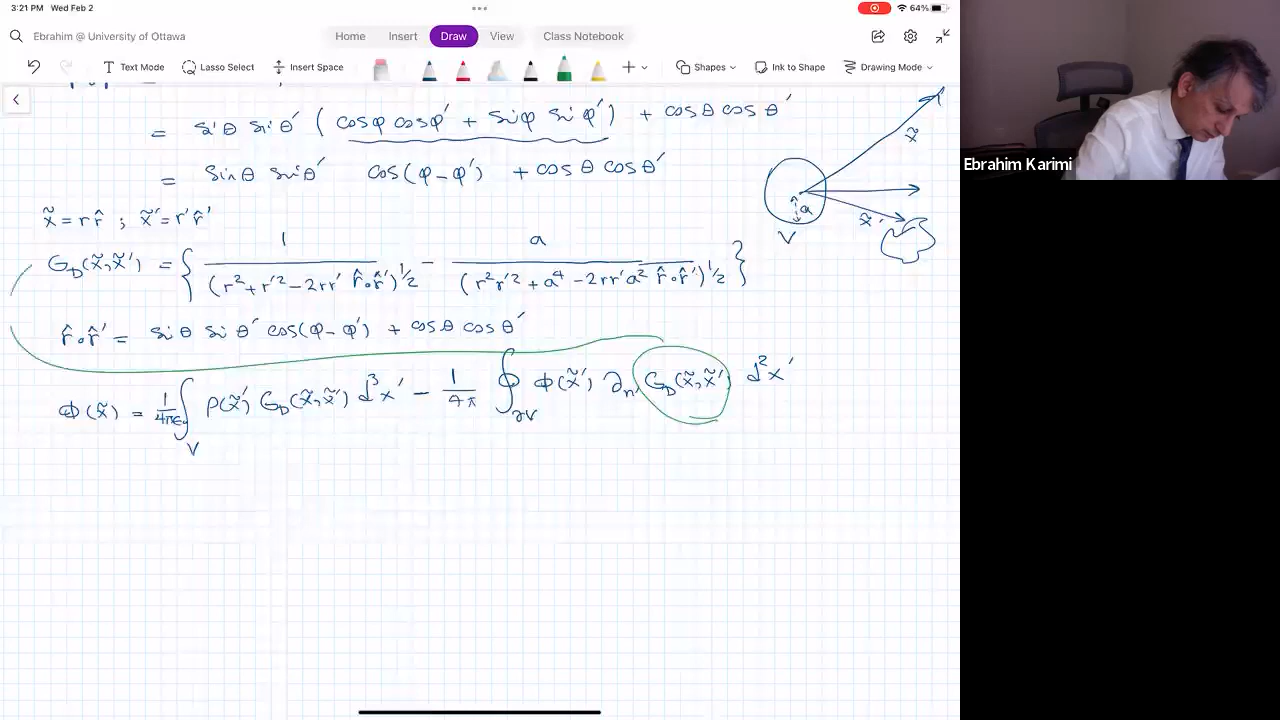 3:21 PM Wed Feb 2
64%
Ebrahim @ University of Ottawa
Home Insert Draw View Class Notebook
Text Mode Lasso Select Insert Space Shapes Ink to Shape Drawing Mode
= sinθ sinθ′ (cosφ cosφ′ + sinφ sinφ′) + cosθ cosθ′
= sinθ sinθ′ cos(φ-φ′) + cosθ cosθ′
x̃ = r r̂ ; x̃′ = r′ r̂′
G_D(x̃,x̃′) = { 1/(r²+r′²-2rr′ r̂•r̂′)^½ - a/(r²r′²+a⁴-2rr′a² r̂•r̂′)^½ }
r̂•r̂′ = sinθ sinθ′ cos(φ-φ′) + cosθ cosθ′
Φ(x̃) = 1/4πε₀ ∫_V ρ(x̃′) G_D(x̃,x̃′) d³x′ - 1/4π ∮_∂V Φ(x̃′) ∂n′ G_D(x̃,x̃′) d²x′
x̃
a
x̃′
V
Ebrahim Karimi